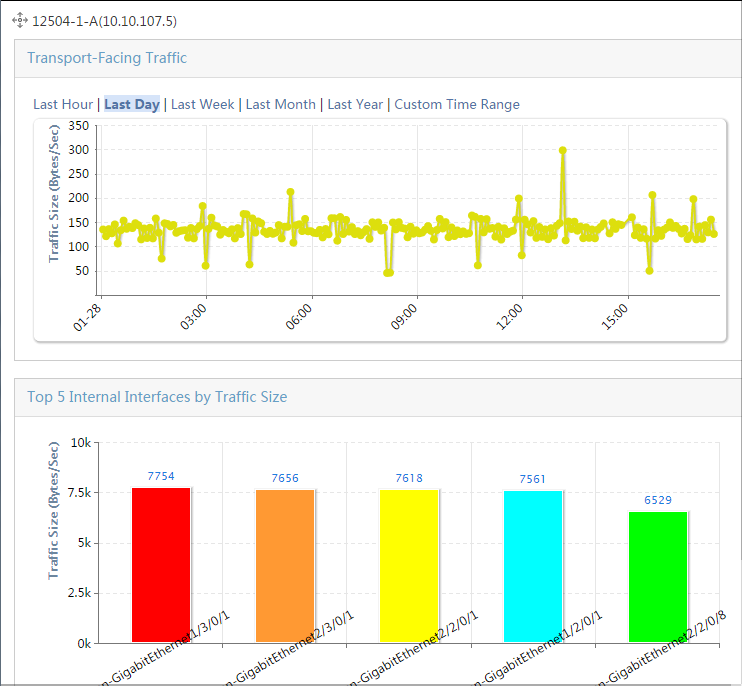 12504-1-A(10.10.107.5)
Transport-Facing Traffic
Last Hour | Last Day | Last Week | Last Month | Last Year | Custom Time Range
Traffic Size (Bytes/Sec)
350
300
250
200
150
100
50
01-28
03:00
06:00
09:00
12:00
15:00
Top 5 Internal Interfaces by Traffic Size
Traffic Size (Bytes/Sec)
10k
7.5k
5k
2.5k
0k
7754
7656
7618
7561
6529
n-GigabitEthernet1/3/0/1
n-GigabitEthernet2/3/0/1
n-GigabitEthernet2/2/0/1
n-GigabitEthernet1/2/0/1
n-GigabitEthernet2/2/0/8